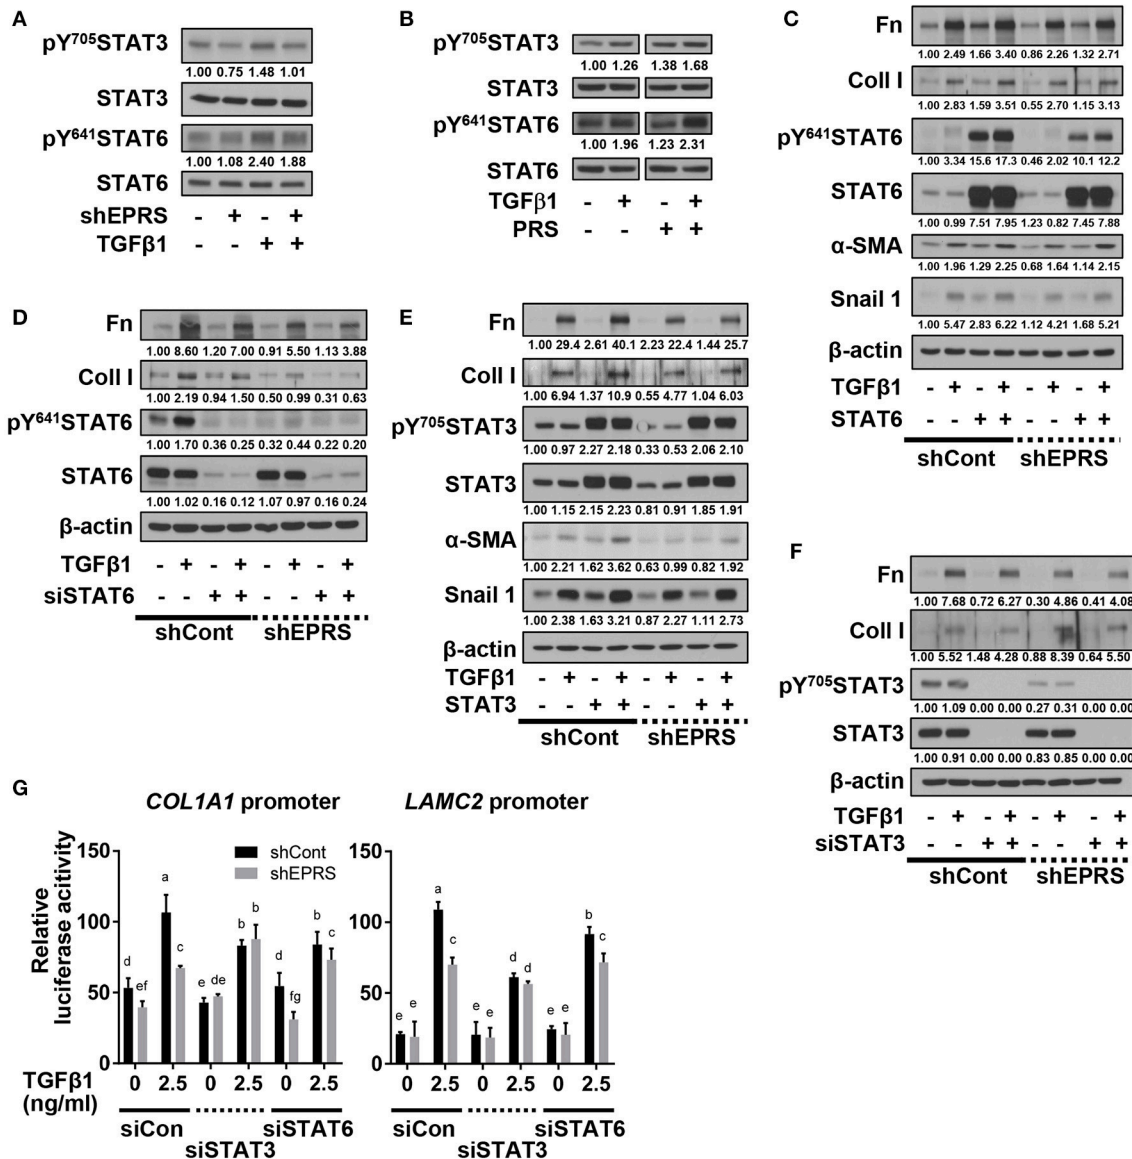 A
pY705STAT3
1.00 0.75 1.48 1.01
STAT3
pY641STAT6
1.00 1.08 2.40 1.88
STAT6
shEPRS - + - +
TGFβ1 - - + +
B
pY705STAT3
1.00 1.26 1.38 1.68
STAT3
pY641STAT6
1.00 1.96 1.23 2.31
STAT6
TGFβ1 - + - +
PRS - - + +
C
Fn
1.00 2.49 1.66 3.40 0.86 2.26 1.32 2.71
Coll I
1.00 2.83 1.59 3.51 0.55 2.70 1.15 3.13
pY641STAT6
1.00 3.34 15.6 17.3 0.46 2.02 10.1 12.2
STAT6
1.00 0.99 7.51 7.95 1.23 0.82 7.45 7.88
α-SMA
1.00 1.96 1.29 2.25 0.68 1.64 1.14 2.15
Snail 1
1.00 5.47 2.83 6.22 1.12 4.21 1.68 5.21
β-actin
TGFβ1 - + - + - + - +
STAT6 - - + + - - + +
shCont shEPRS
D
Fn
1.00 8.60 1.20 7.00 0.91 5.50 1.13 3.88
Coll I
1.00 2.19 0.94 1.50 0.50 0.99 0.31 0.63
pY641STAT6
1.00 1.70 0.36 0.25 0.32 0.44 0.22 0.20
STAT6
1.00 1.02 0.16 0.12 1.07 0.97 0.16 0.24
β-actin
TGFβ1 - + - + - + - +
siSTAT6 - - + + - - + +
shCont shEPRS
E
Fn
1.00 29.4 2.61 40.1 2.23 22.4 1.44 25.7
Coll I
1.00 6.94 1.37 10.9 0.55 4.77 1.04 6.03
pY705STAT3
1.00 0.97 2.27 2.18 0.33 0.53 2.06 2.10
STAT3
1.00 1.15 2.15 2.23 0.81 0.91 1.85 1.91
α-SMA
1.00 2.21 1.62 3.62 0.63 0.99 0.82 1.92
Snail 1
1.00 2.38 1.63 3.21 0.87 2.27 1.11 2.73
β-actin
TGFβ1 - + - + - + - +
STAT3 - - + + - - + +
shCont shEPRS
F
Fn
1.00 7.68 0.72 6.27 0.30 4.86 0.41 4.08
Coll I
1.00 5.52 1.48 4.28 0.88 8.39 0.64 5.50
pY705STAT3
1.00 1.09 0.00 0.00 0.27 0.31 0.00 0.00
STAT3
1.00 0.91 0.00 0.00 0.83 0.85 0.00 0.00
β-actin
TGFβ1 - + - + - + - +
siSTAT3 - - + + - - + +
shCont shEPRS
G
COL1A1 promoter
LAMC2 promoter
Relative
luciferase acitivity
150
100
50
0
shCont
shEPRS
d ef a c e de b b d fg b c
0 2.5 0 2.5 0 2.5
TGFβ1
(ng/ml)
siCon siSTAT3 siSTAT6
150
100
50
0
e e a c e e d d e e b c
0 2.5 0 2.5 0 2.5
siCon siSTAT3 siSTAT6